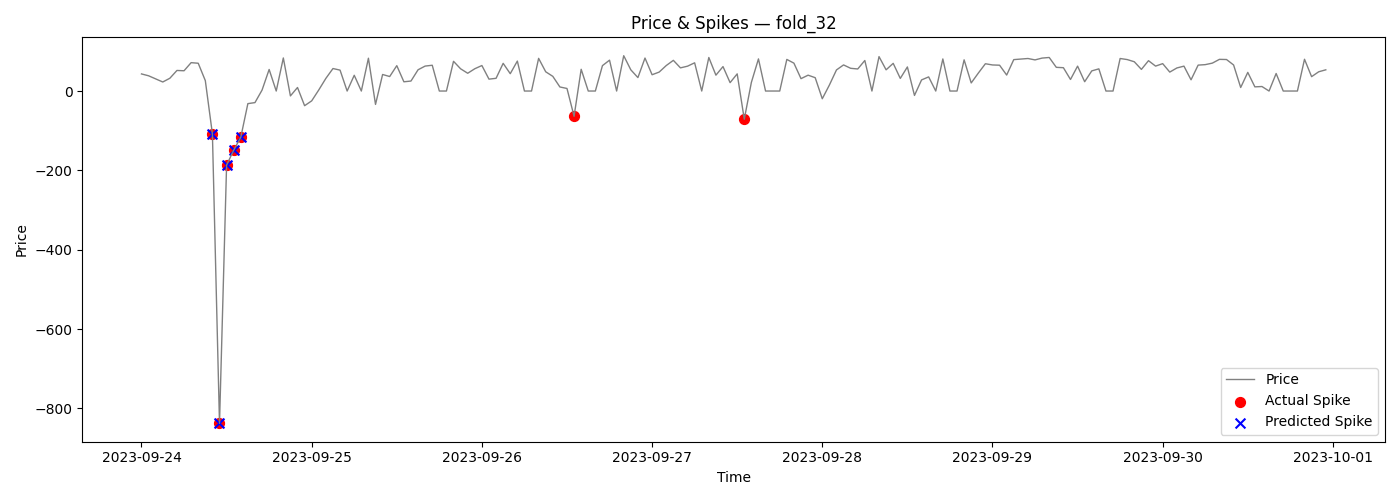 Price & Spikes — fold_32
Price
0
−200
−400
−600
−800
2023-09-24
2023-09-25
2023-09-26
2023-09-27
2023-09-28
2023-09-29
2023-09-30
2023-10-01
Time
Price
Actual Spike
Predicted Spike